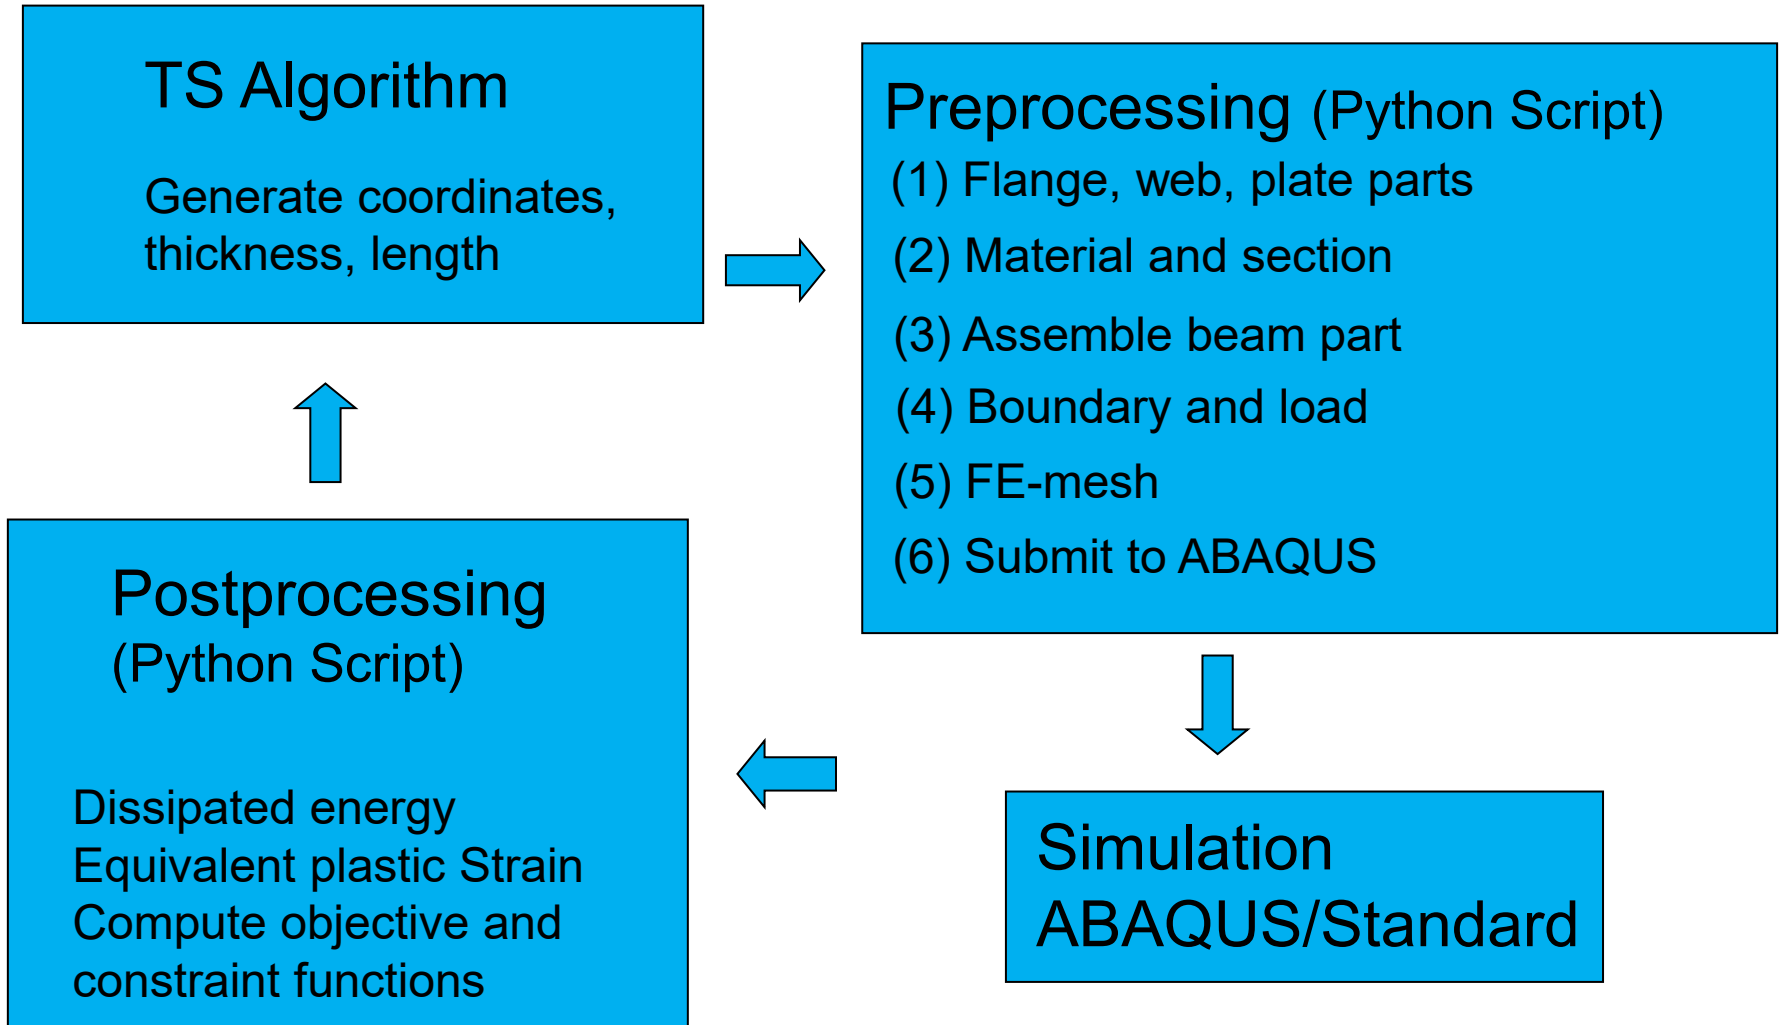 TS Algorithm
Generate coordinates,
thickness, length
Preprocessing (Python Script)
(1) Flange, web, plate parts
(2) Material and section
(3) Assemble beam part
(4) Boundary and load
(5) FE-mesh
(6) Submit to ABAQUS
Simulation
ABAQUS/Standard
Postprocessing
(Python Script)
Dissipated energy
Equivalent plastic Strain
Compute objective and
constraint functions